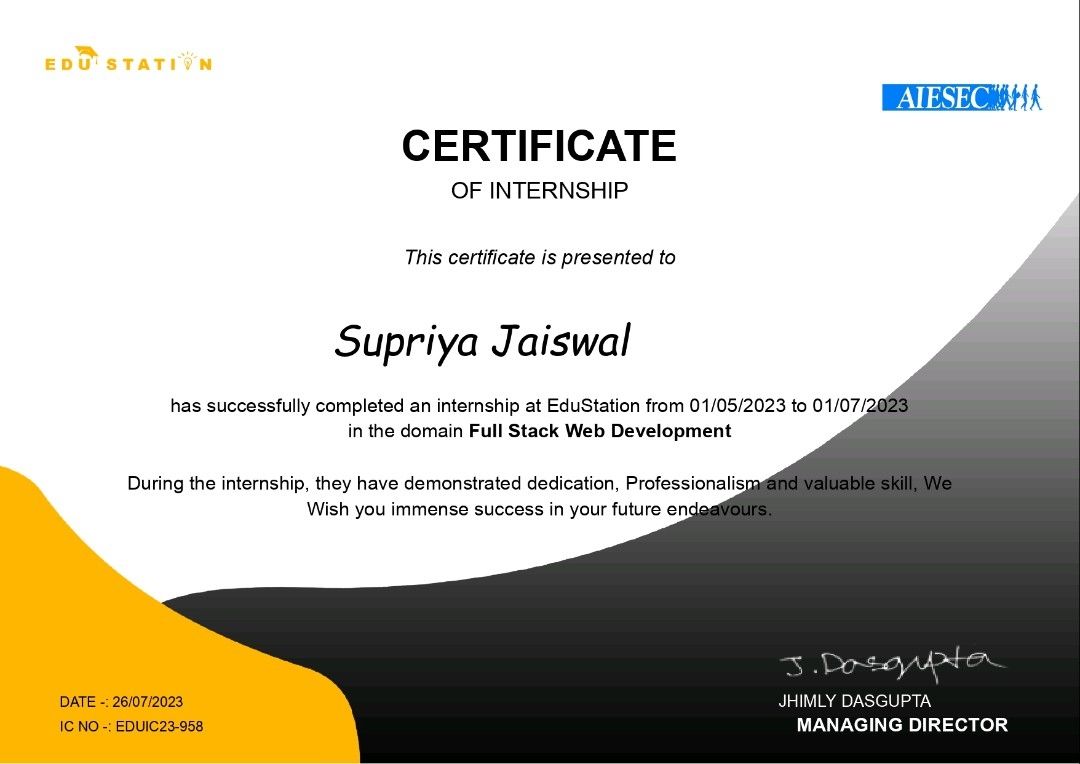 EDUSTATION
AIESEC
CERTIFICATE
OF INTERNSHIP
This certificate is presented to
Supriya Jaiswal
has successfully completed an internship at EduStation from 01/05/2023 to 01/07/2023
in the domain Full Stack Web Development
During the internship, they have demonstrated dedication, Professionalism and valuable skill, We
Wish you immense success in your future endeavours.
J. Dasgupta
DATE -: 26/07/2023
JHIMLY DASGUPTA
IC NO -: EDUIC23-958
MANAGING DIRECTOR